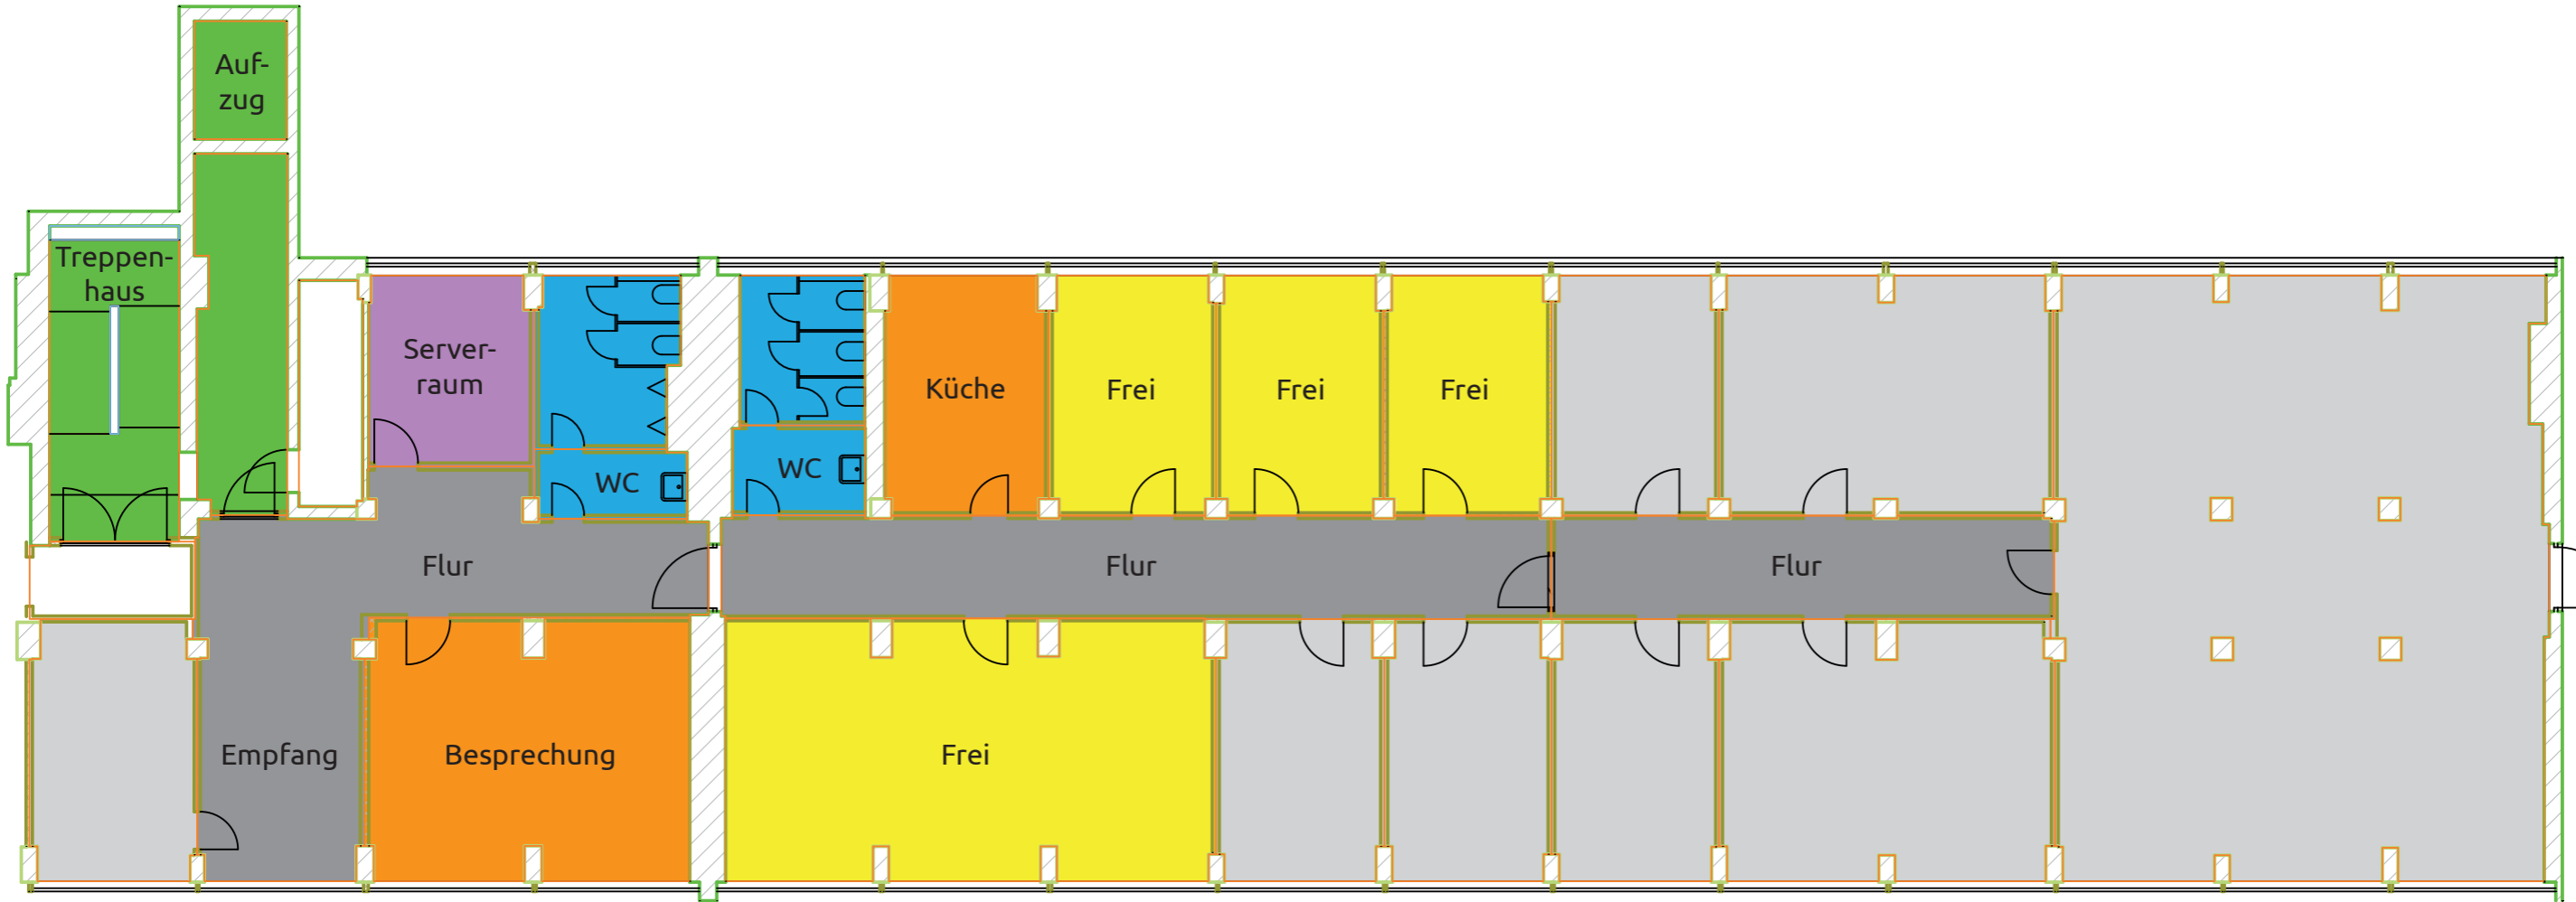 Auf-
zug
Treppen-
haus
Server-
raum
WC
WC
Küche
Frei
Frei
Frei
Flur
Flur
Flur
Empfang
Besprechung
Frei